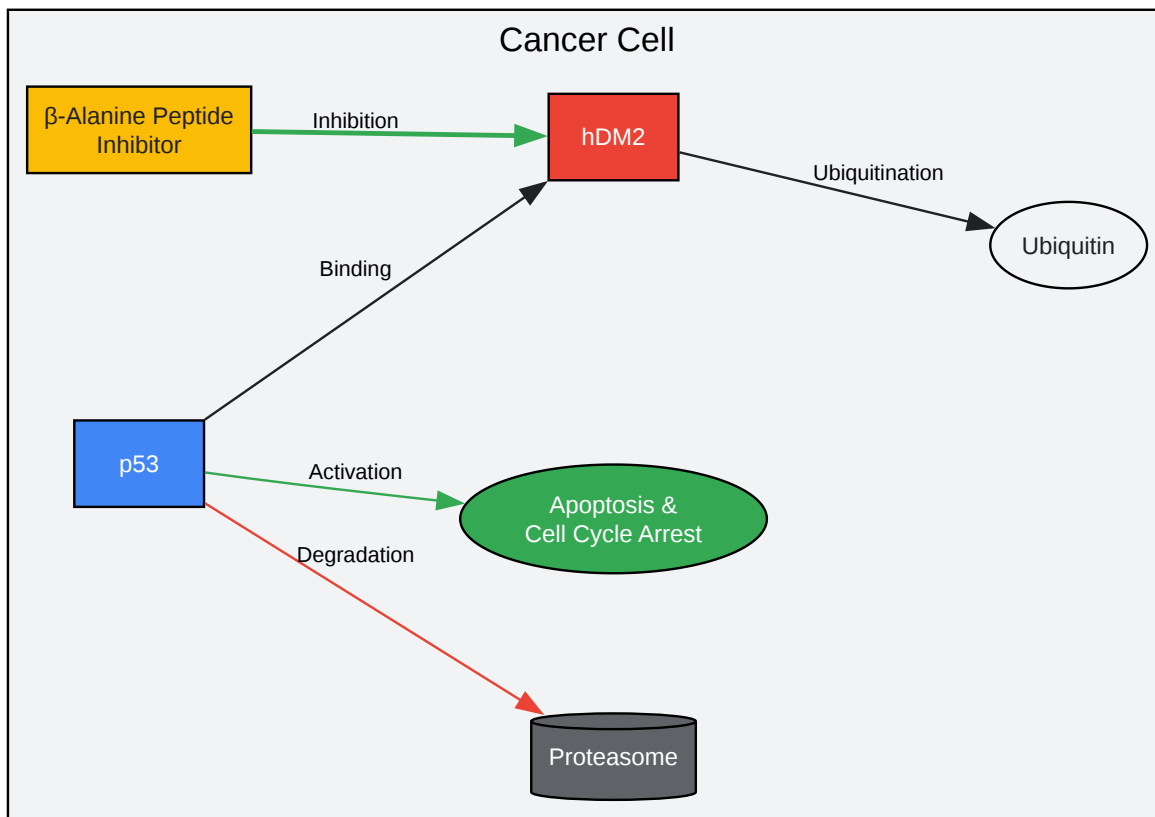 Cancer Cell
β-Alanine Peptide
Inhibitor
Inhibition
hDM2
Ubiquitination
Ubiquitin
Binding
p53
Activation
Apoptosis &
Cell Cycle Arrest
Degradation
Proteasome